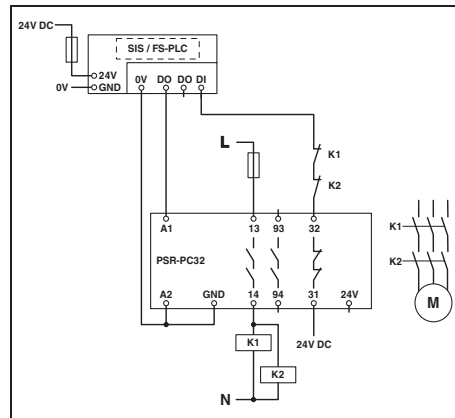 24V DC
SIS / FS-PLC
24V
0V GND
0V DO DO DI
L
K1
K2
A1 13 93 32
PSR-PC32
A2 GND 14 94 31 24V
K1
K2
M
K1
24V DC
K2
N